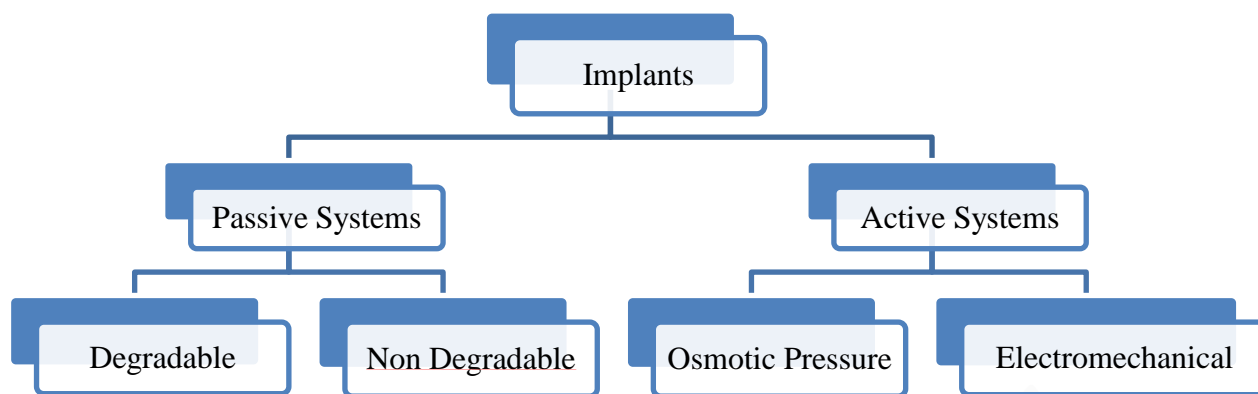 Implants
Passive Systems
Active Systems
Degradable
Non Degradable
Osmotic Pressure
Electromechanical